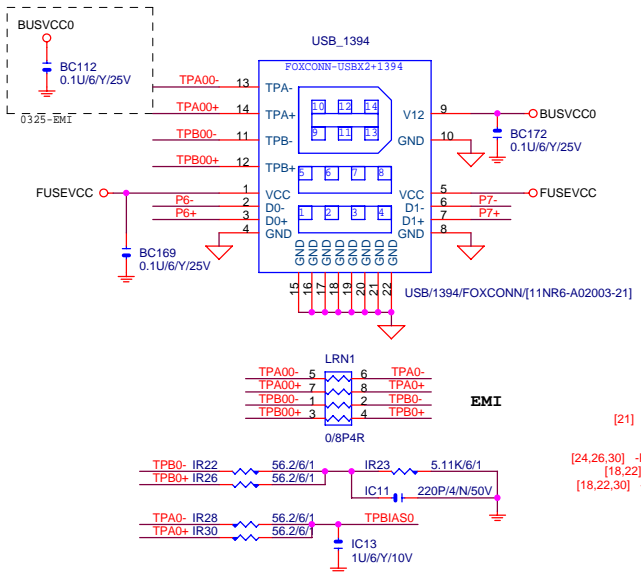 BUSVCC0
BC112
0.1U/6/Y/25V
0325-EMI
USB_1394
FOXCONN-USBX2+1394
TPA00- 13 TPA-
TPA00+ 14 TPA+
TPB00- 11 TPB-
TPB00+ 12 TPB+
10 12 14
9 11 13
V12 9 BUSVCC0
GND 10
BC172
0.1U/6/Y/25V
5 6 7 8
FUSEVCC 1 VCC
P6- 2 D0-
P6+ 3 D0+
4 GND
1 2 3 4
VCC 5 FUSEVCC
D1- 6 P7-
D1+ 7 P7+
GND 8
BC169
0.1U/6/Y/25V
GND GND GND GND GND GND GND GND
15 16 17 18 19 20 21 22
USB/1394/FOXCONN/[11NR6-A02003-21]
LRN1
TPA00- 5 6 TPA0-
TPA00+ 7 8 TPA0+
TPB00- 1 2 TPB0-
TPB00+ 3 4 TPB0+
0/8P4R
EMI
[21]
[24,26,30]
[18,22]
[18,22,30]
TPB0- IR22 56.2/6/1
TPB0+ IR26 56.2/6/1
IR23 5.11K/6/1
IC11 220P/4/N/50V
TPA0- IR28 56.2/6/1
TPA0+ IR30 56.2/6/1
TPBIAS0
IC13
1U/6/Y/10V